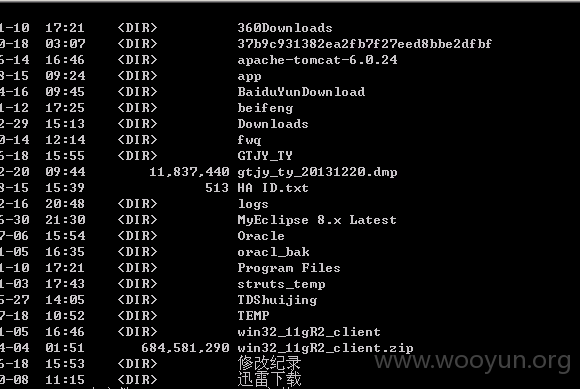 1-10  17:21    <DIR>          360Downloads
0-18  03:07    <DIR>          37b9c931382ea2fb7f27eed8bbe2dfbf
6-14  16:46    <DIR>          apache-tomcat-6.0.24
8-15  09:24    <DIR>          app
4-16  09:45    <DIR>          BaiduYunDownload
1-12  17:25    <DIR>          beifeng
2-29  15:13    <DIR>          Downloads
0-14  12:14    <DIR>          fwq
6-18  15:55    <DIR>          GTJY_TY
2-20  09:44        11,837,440 gtjy_ty_20131220.dmp
8-15  15:39               513 HA ID.txt
2-16  20:48    <DIR>          logs
6-30  21:30    <DIR>          MyEclipse 8.x Latest
7-06  15:54    <DIR>          Oracle
1-05  16:35    <DIR>          oracl_bak
1-10  17:21    <DIR>          Program Files
1-03  17:43    <DIR>          struts_temp
5-27  14:05    <DIR>          TDShuijing
7-18  10:52    <DIR>          TEMP
1-05  16:46    <DIR>          win32_11gR2_client
4-04  01:51       684,581,290 win32_11gR2_client.zip
6-18  15:53    <DIR>          修改纪录
0-08  11:15    <DIR>          迅雷下载
www.wooyun.org